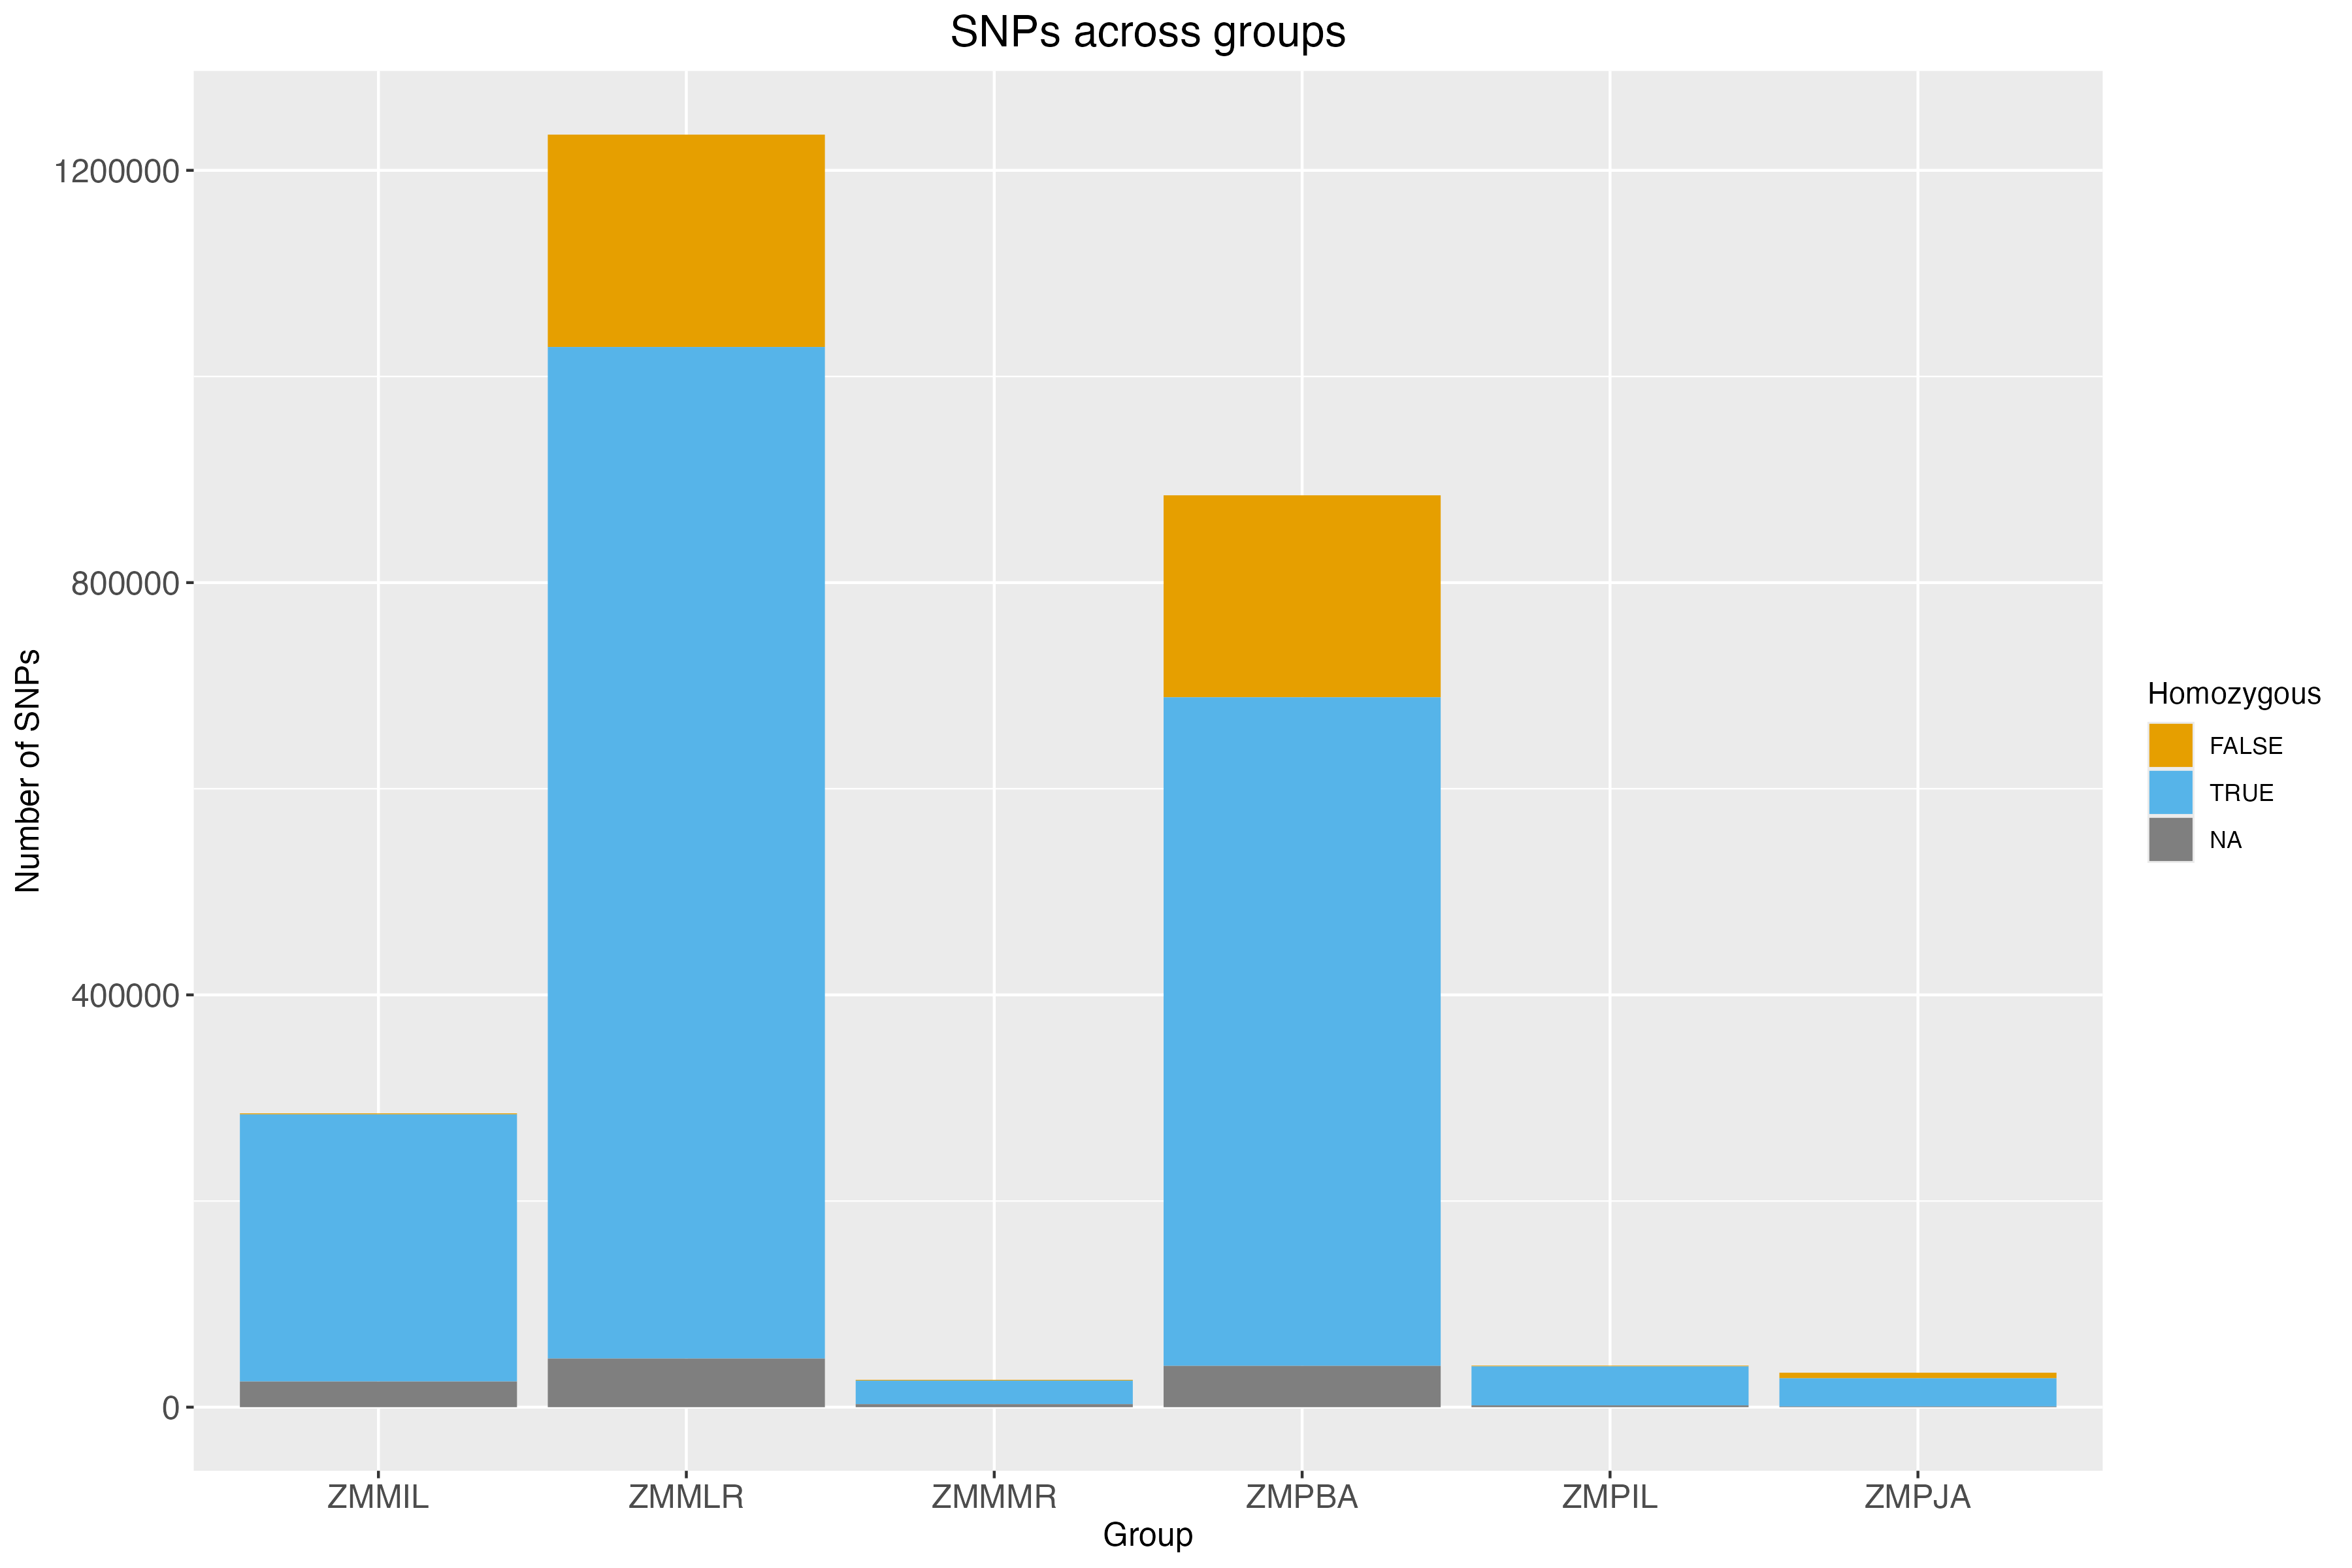 SNPs across groups
1200000
800000
400000
0
Number of SNPs
ZMMIL
ZMMLR
ZMMMR
ZMPBA
ZMPIL
ZMPJA
Group
Homozygous
FALSE
TRUE
NA